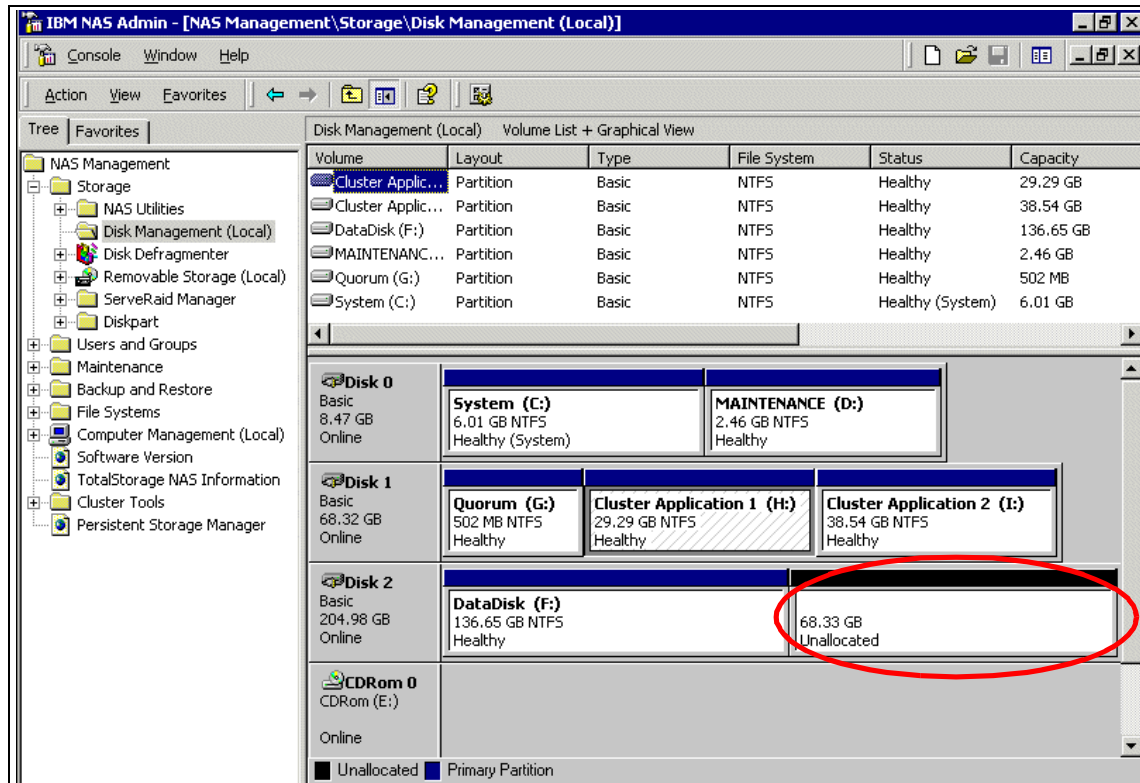 IBM NAS Admin - [NAS Management\Storage\Disk Management (Local)]
Console Window Help
Action View Favorites
Tree Favorites
Disk Management (Local) Volume List + Graphical View
NAS Management
Storage
NAS Utilities
Disk Management (Local)
Disk Defragmenter
Removable Storage (Local)
ServeRaid Manager
Diskpart
Users and Groups
Maintenance
Backup and Restore
File Systems
Computer Management (Local)
Software Version
TotalStorage NAS Information
Cluster Tools
Persistent Storage Manager
Volume Layout Type File System Status Capacity
Cluster Applic... Partition Basic NTFS Healthy 29.29 GB
Cluster Applic... Partition Basic NTFS Healthy 38.54 GB
DataDisk (F:) Partition Basic NTFS Healthy 136.65 GB
MAINTENANC... Partition Basic NTFS Healthy 2.46 GB
Quorum (G:) Partition Basic NTFS Healthy 502 MB
System (C:) Partition Basic NTFS Healthy (System) 6.01 GB
Disk 0
Basic
8.47 GB
Online
System (C:)
6.01 GB NTFS
Healthy (System)
MAINTENANCE (D:)
2.46 GB NTFS
Healthy
Disk 1
Basic
68.32 GB
Online
Quorum (G:)
502 MB NTFS
Healthy
Cluster Application 1 (H:)
29.29 GB NTFS
Healthy
Cluster Application 2 (I:)
38.54 GB NTFS
Healthy
Disk 2
Basic
204.98 GB
Online
DataDisk (F:)
136.65 GB NTFS
Healthy
68.33 GB
Unallocated
CDRom 0
CDRom (E:)
Online
Unallocated Primary Partition